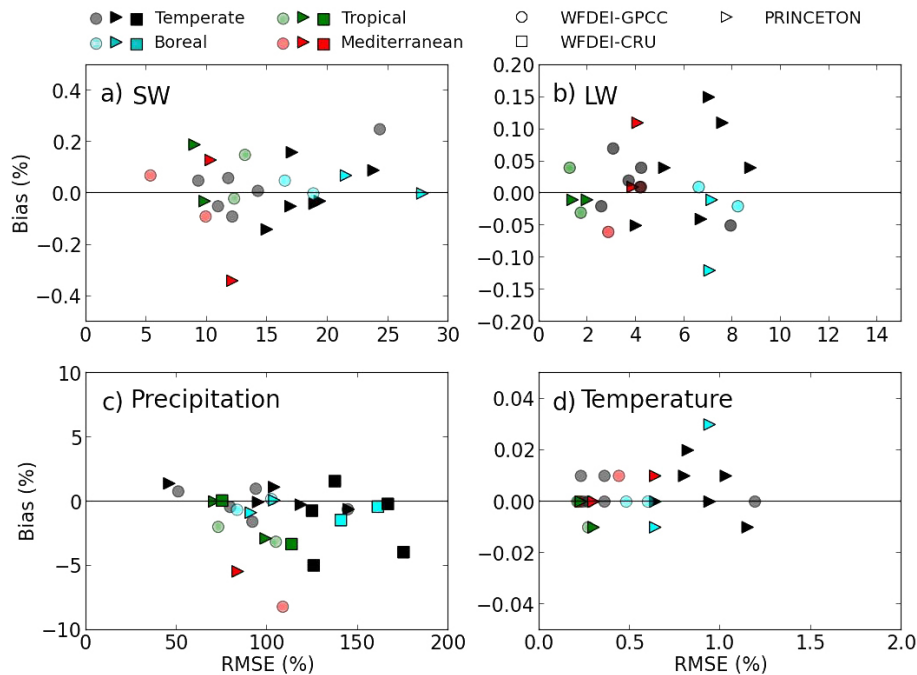 Temperate Tropical WFDEI-GPCC PRINCETON
Boreal Mediterranean WFDEI-CRU
a) SW
b) LW
Bias (%)
0.4
0.2
0.0
−0.2
−0.4
0 5 10 15 20 25 30
0.20
0.15
0.10
0.05
0.00
−0.05
−0.10
−0.15
−0.20
0 2 4 6 8 10 12 14
c) Precipitation
Bias (%)
10
5
0
−5
−10
50 100 150 200
RMSE (%)
d) Temperature
0.04
0.02
0.00
−0.02
−0.04
0.0 0.5 1.0 1.5 2.0
RMSE (%)